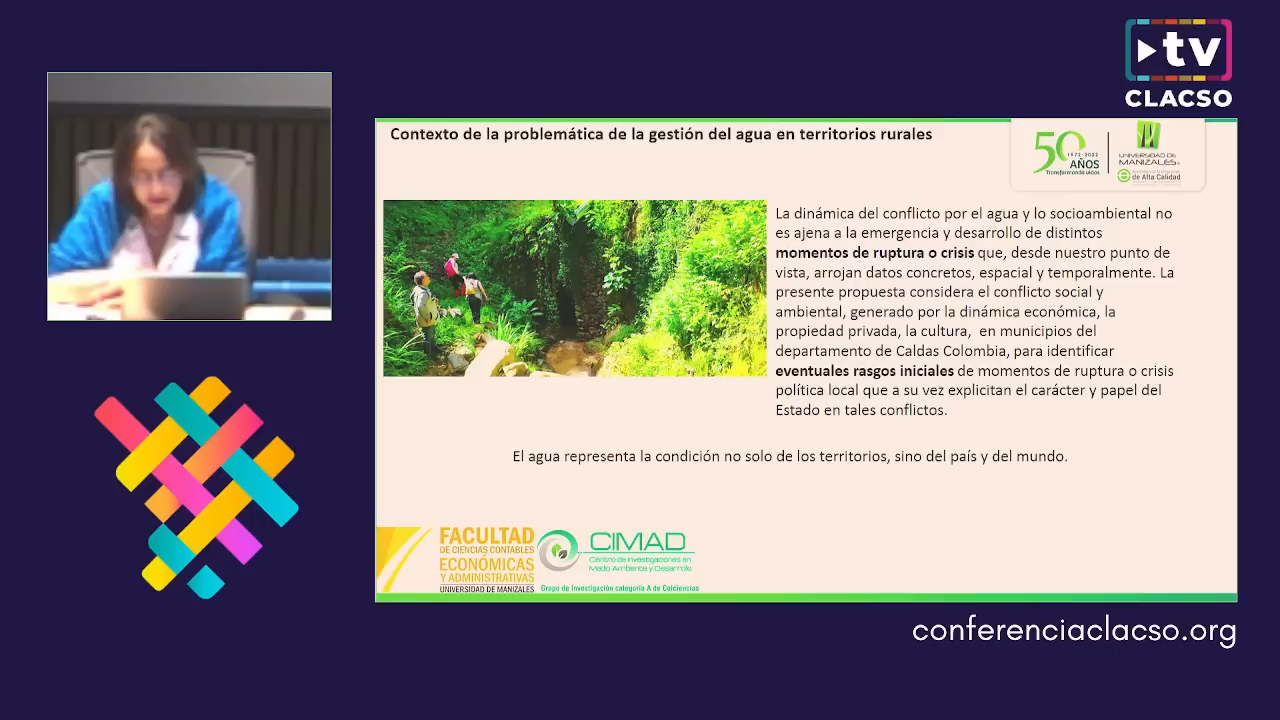 tv
CLACSO
Contexto de la problemática de la gestión del agua en territorios rurales
50
1972-2022
AÑOS
Transformando vidas
UNIVERSIDAD DE
MANIZALES
de Alta Calidad
La dinámica del conflicto por el agua y lo socioambiental no
es ajena a la emergencia y desarrollo de distintos
momentos de ruptura o crisis que, desde nuestro punto de
vista, arrojan datos concretos, espacial y temporalmente. La
presente propuesta considera el conflicto social y
ambiental, generado por la dinámica económica, la
propiedad privada, la cultura, en municipios del
departamento de Caldas Colombia, para identificar
eventuales rasgos iniciales de momentos de ruptura o crisis
política local que a su vez explicitan el carácter y papel del
Estado en tales conflictos.
El agua representa la condición no solo de los territorios, sino del país y del mundo.
FACULTAD
DE CIENCIAS CONTABLES
ECONÓMICAS
Y ADMINISTRATIVAS
UNIVERSIDAD DE MANIZALES
CIMAD
Centro de Investigaciones en
Medio Ambiente y Desarrollo
Grupo de Investigación categoría A de Colciencias
conferenciaclacso.org